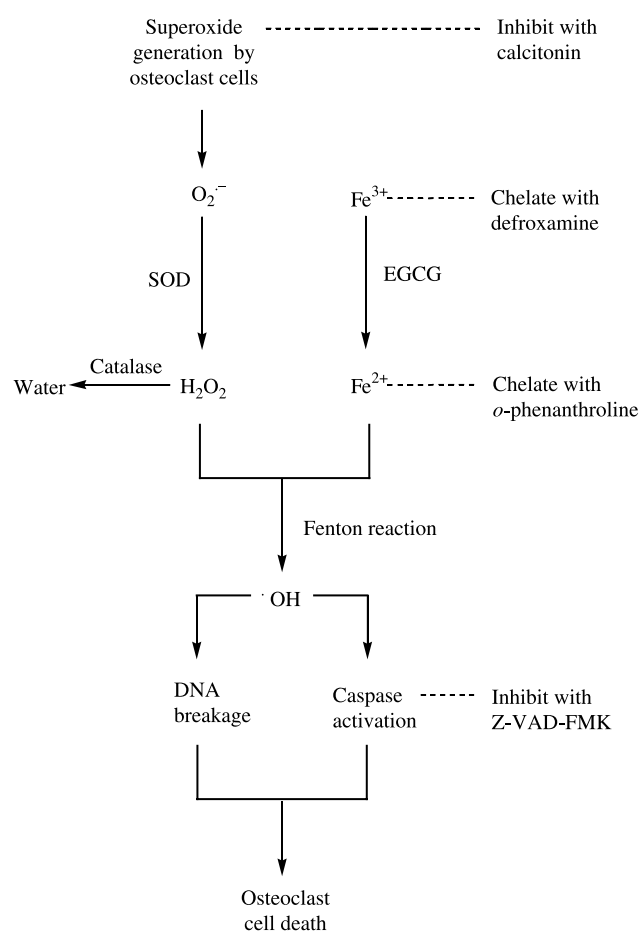 Superoxide
generation by
osteoclast cells
Inhibit with
calcitonin
O₂·⁻
Fe³⁺
Chelate with
defroxamine
SOD
EGCG
Water
Catalase
H₂O₂
Fe²⁺
Chelate with
o-phenanthroline
Fenton reaction
·OH
DNA
breakage
Caspase
activation
Inhibit with
Z-VAD-FMK
Osteoclast
cell death